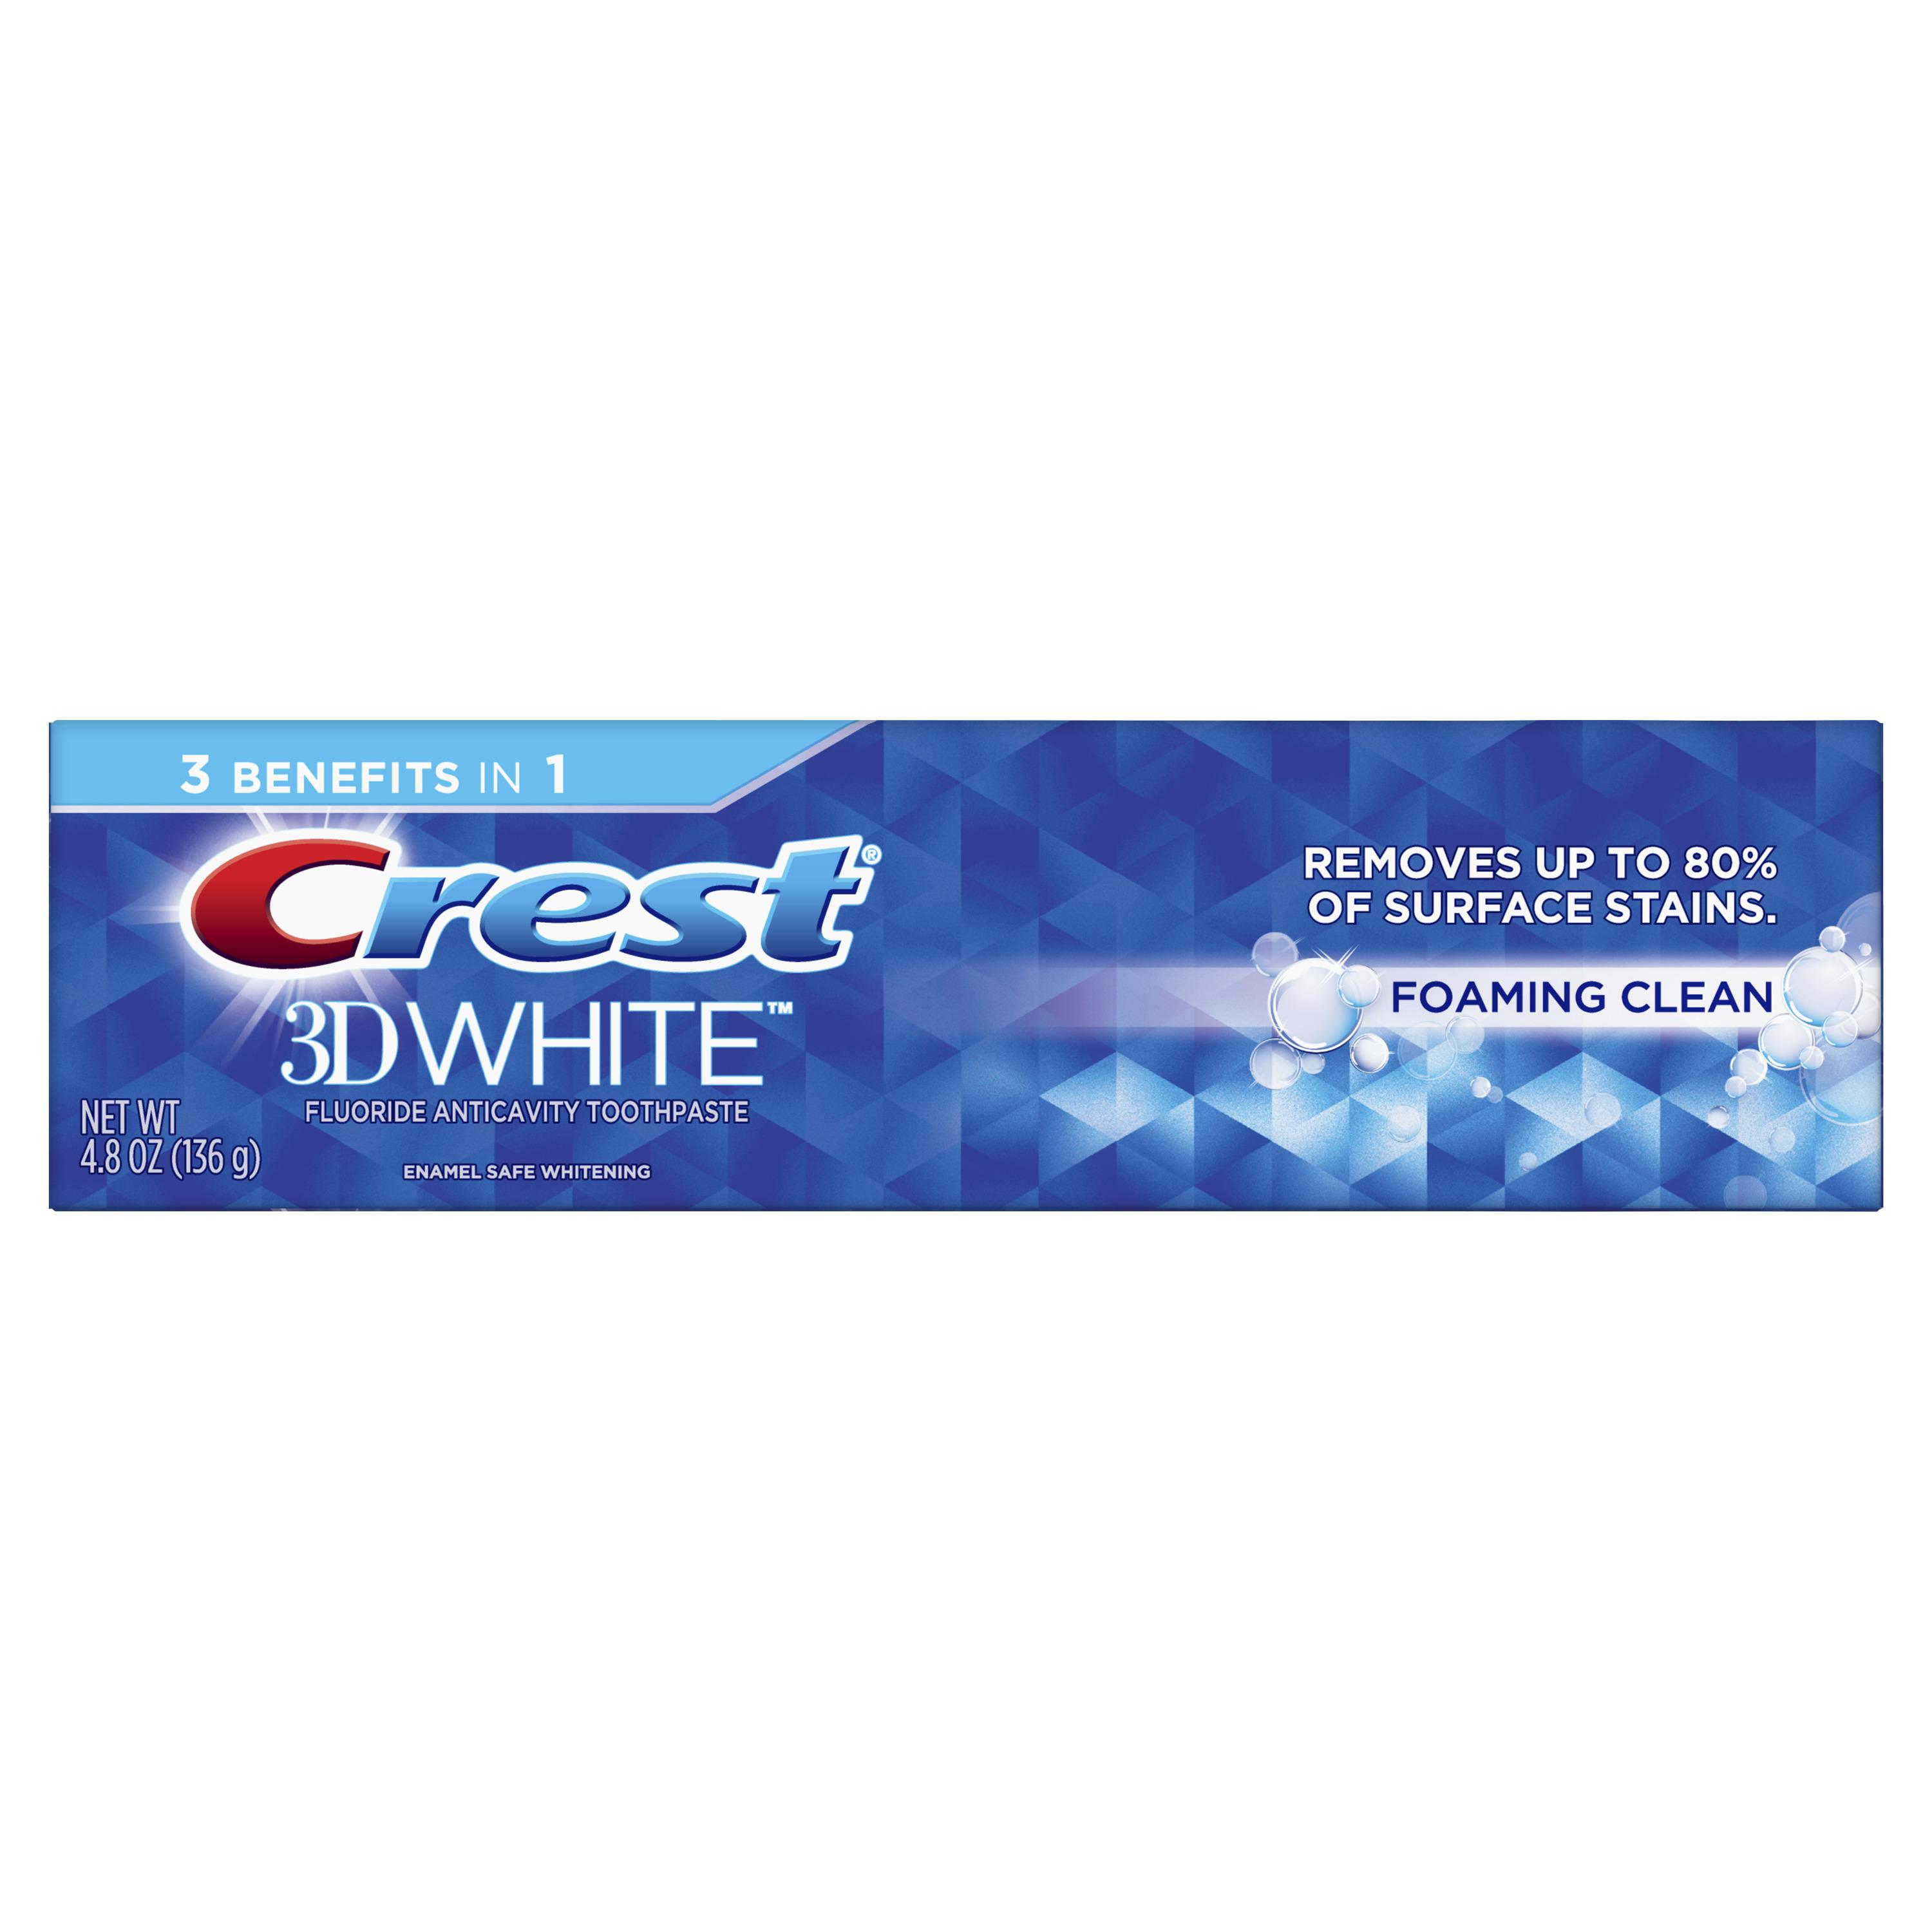 3 BENEFITS IN 1
Crest®
3D WHITE™
FLUORIDE ANTICAVITY TOOTHPASTE
ENAMEL SAFE WHITENING
NET WT
4.8 OZ (136 g)
REMOVES UP TO 80%
OF SURFACE STAINS.
FOAMING CLEAN